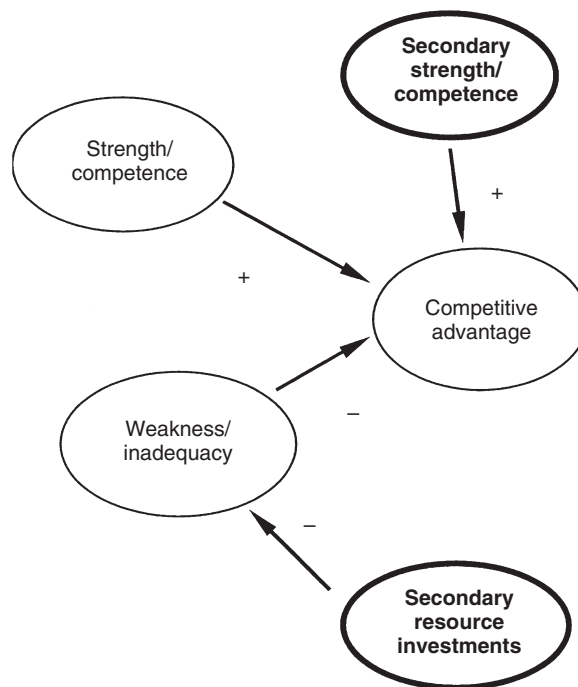 Secondary
strength/
competence
Strength/
competence
+
+
Competitive
advantage
Weakness/
inadequacy
–
–
Secondary
resource
investments